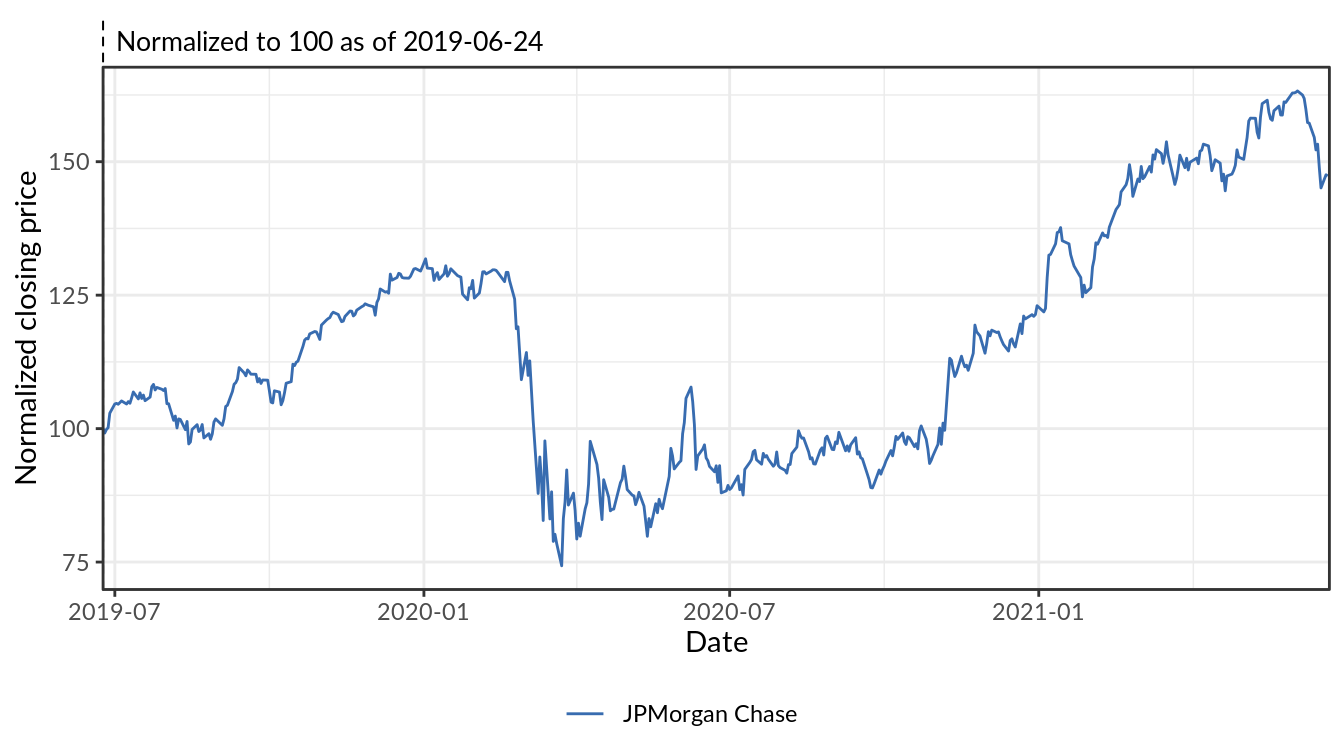 Normalized to 100 as of 2019-06-24
Normalized closing price
150
125
100
75
2019-07
2020-01
2020-07
2021-01
Date
JPMorgan Chase